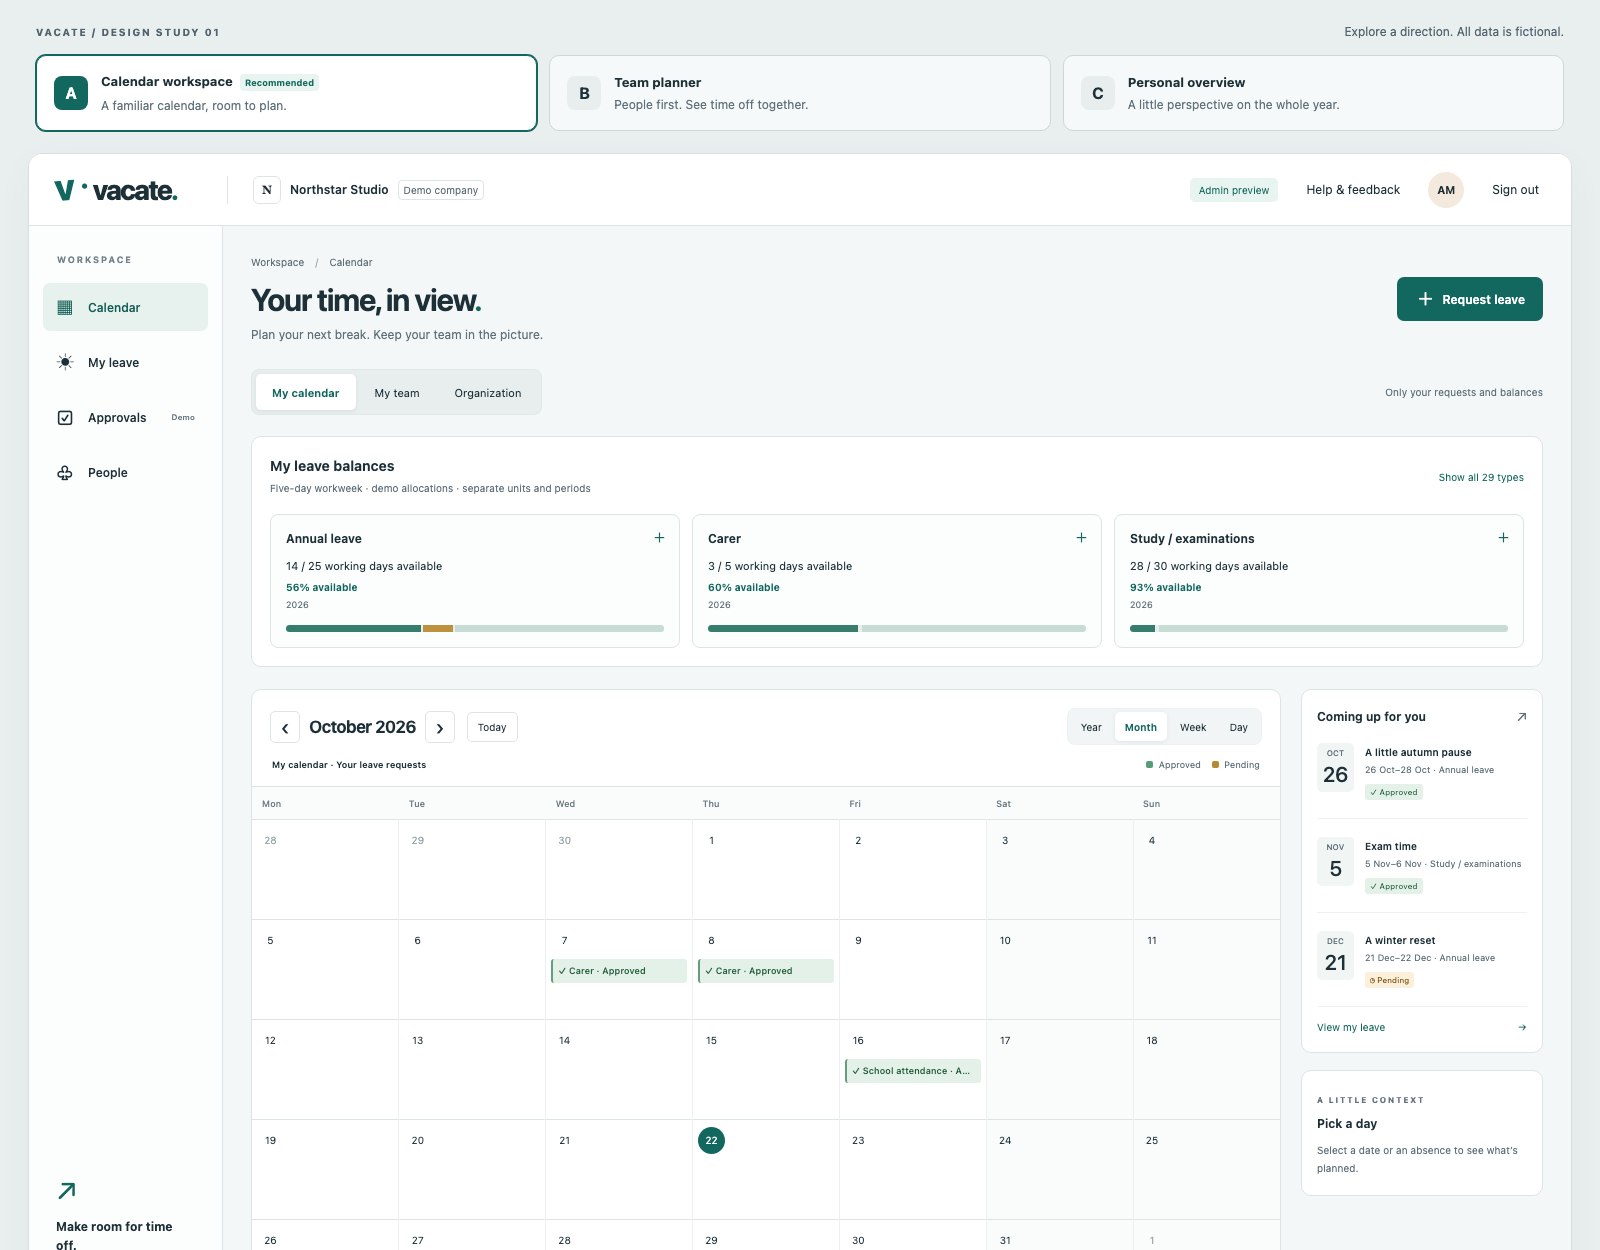 VACATE / DESIGN STUDY 01
Explore a direction. All data is fictional.
A
Calendar workspace Recommended
A familiar calendar, room to plan.
B
Team planner
People first. See time off together.
C
Personal overview
A little perspective on the whole year.
vacate.
N Northstar Studio Demo company
Admin preview
Help & feedback
AM
Sign out
WORKSPACE
Calendar
My leave
Approvals Demo
People
Make room for time
off.
Workspace / Calendar
Your time, in view.
Plan your next break. Keep your team in the picture.
+ Request leave
My calendar My team Organization
Only your requests and balances
My leave balances
Five-day workweek · demo allocations · separate units and periods
Show all 29 types
Annual leave +
14 / 25 working days available
56% available
2026
Carer +
3 / 5 working days available
60% available
2026
Study / examinations +
28 / 30 working days available
93% available
2026
‹ October 2026 › Today
Year Month Week Day
My calendar · Your leave requests
Approved Pending
Mon Tue Wed Thu Fri Sat Sun
28 29 30 1 2 3 4
5 6 7 8 9 10 11
✓ Carer · Approved ✓ Carer · Approved
12 13 14 15 16 17 18
✓ School attendance · A...
19 20 21 22 23 24 25
26 27 28 29 30 31 1
Coming up for you
OCT
26
A little autumn pause
26 Oct–28 Oct · Annual leave
✓ Approved
NOV
5
Exam time
5 Nov–6 Nov · Study / examinations
✓ Approved
DEC
21
A winter reset
21 Dec–22 Dec · Annual leave
Pending
View my leave →
A LITTLE CONTEXT
Pick a day
Select a date or an absence to see what's
planned.